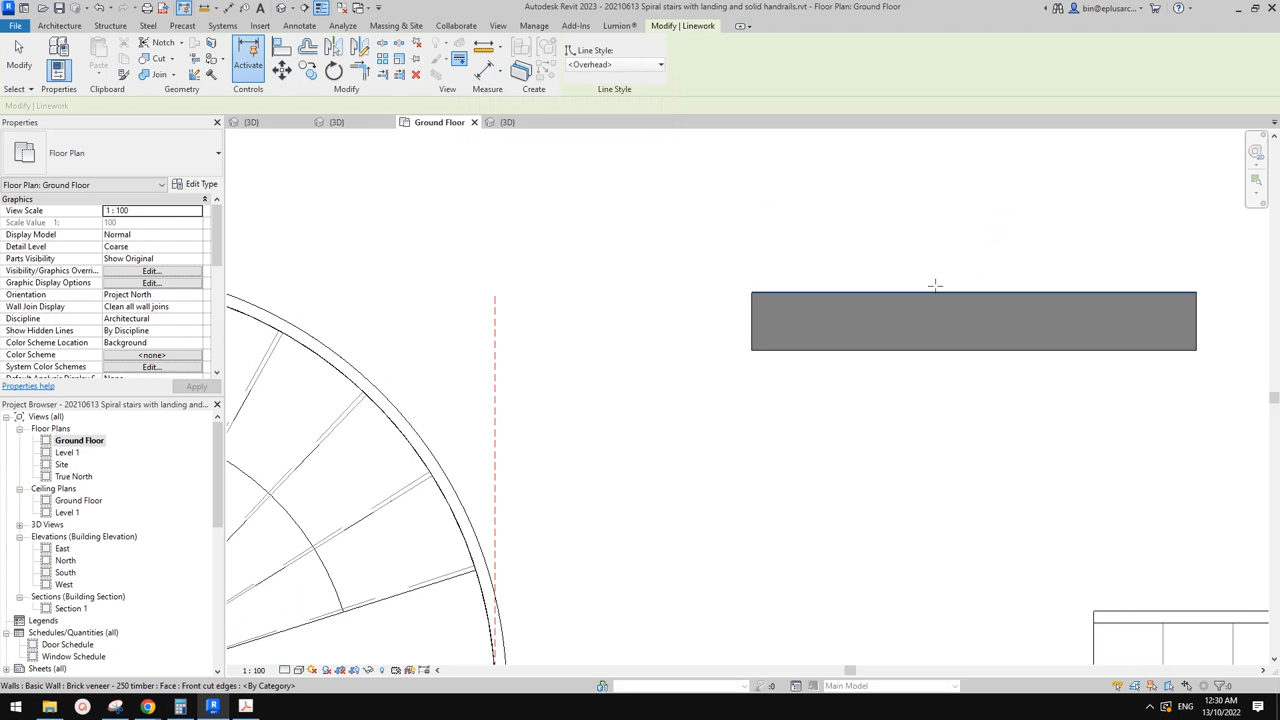 Autodesk Revit 2023 - 20210613 Spiral stairs with landing and solid handrails.rvt - Floor Plan: Ground Floor
bin@eplusarc...
File Architecture Structure Steel Precast Systems Insert Annotate Analyze Massing & Site Collaborate View Manage Add-Ins Lumion® Modify | Linework
Modify
Paste
Notch
Cut
Join
Activate
Line Style:
<Overhead>
Select Properties Clipboard Geometry Controls Modify View Measure Create Line Style
Modify | Linework
Properties
{3D} {3D} Ground Floor {3D}
Floor Plan
Floor Plan: Ground Floor
Edit Type
Graphics
View Scale 1 : 100
Scale Value 1: 100
Display Model Normal
Detail Level Coarse
Parts Visibility Show Original
Visibility/Graphics Overri... Edit...
Graphic Display Options Edit...
Orientation Project North
Wall Join Display Clean all wall joins
Discipline Architectural
Show Hidden Lines By Discipline
Color Scheme Location Background
Color Scheme <none>
System Color Schemes Edit...
Properties help
Apply
Project Browser - 20210613 Spiral stairs with landing and...
Views (all)
Floor Plans
Ground Floor
Level 1
Site
True North
Ceiling Plans
Ground Floor
Level 1
3D Views
Elevations (Building Elevation)
East
North
South
West
Sections (Building Section)
Section 1
Legends
Schedules/Quantities (all)
Door Schedule
Window Schedule
Sheets (all)
1 : 100
Walls : Basic Wall : Brick veneer - 250 timber : Face : Front cut edges : <By Category>
:0
Main Model
:0
ENG
12:30 AM
13/10/2022